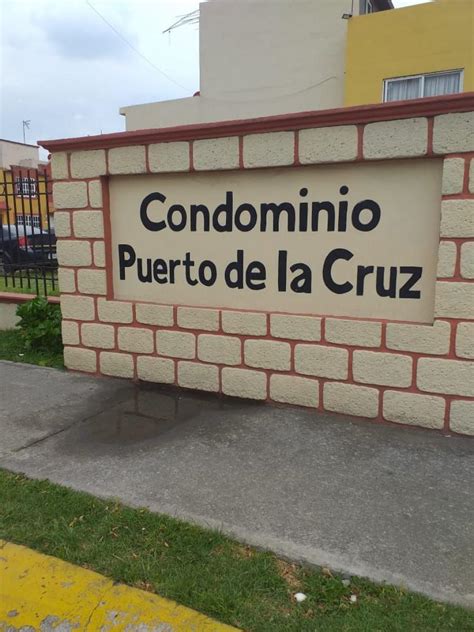 Condominio
Puerto de la Cruz